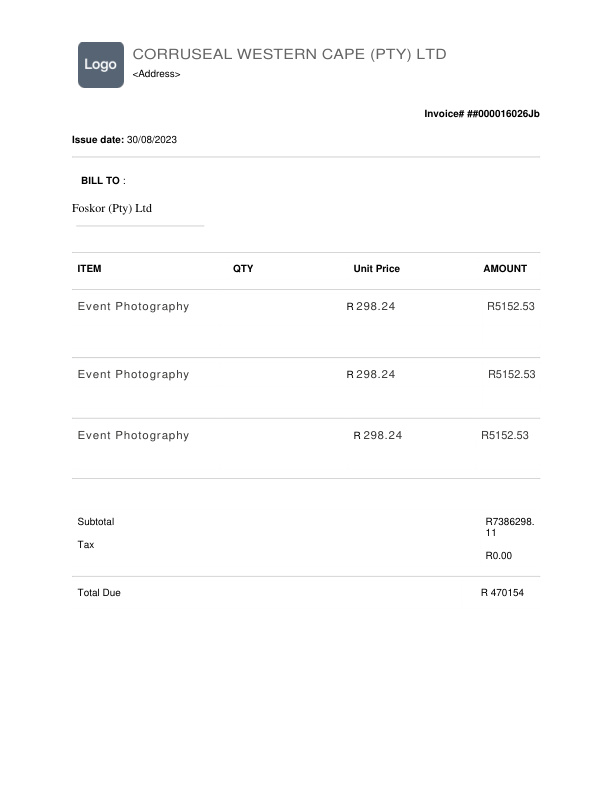 Logo
CORRUSEAL WESTERN CAPE (PTY) LTD
<Address>
Invoice# ##000016026Jb
Issue date: 30/08/2023
BILL TO :
Foskor (Pty) Ltd
ITEM QTY Unit Price AMOUNT
Event Photography R 298.24 R5152.53
Event Photography R 298.24 R5152.53
Event Photography R 298.24 R5152.53
Subtotal R7386298.
11
Tax
R0.00
Total Due R 470154